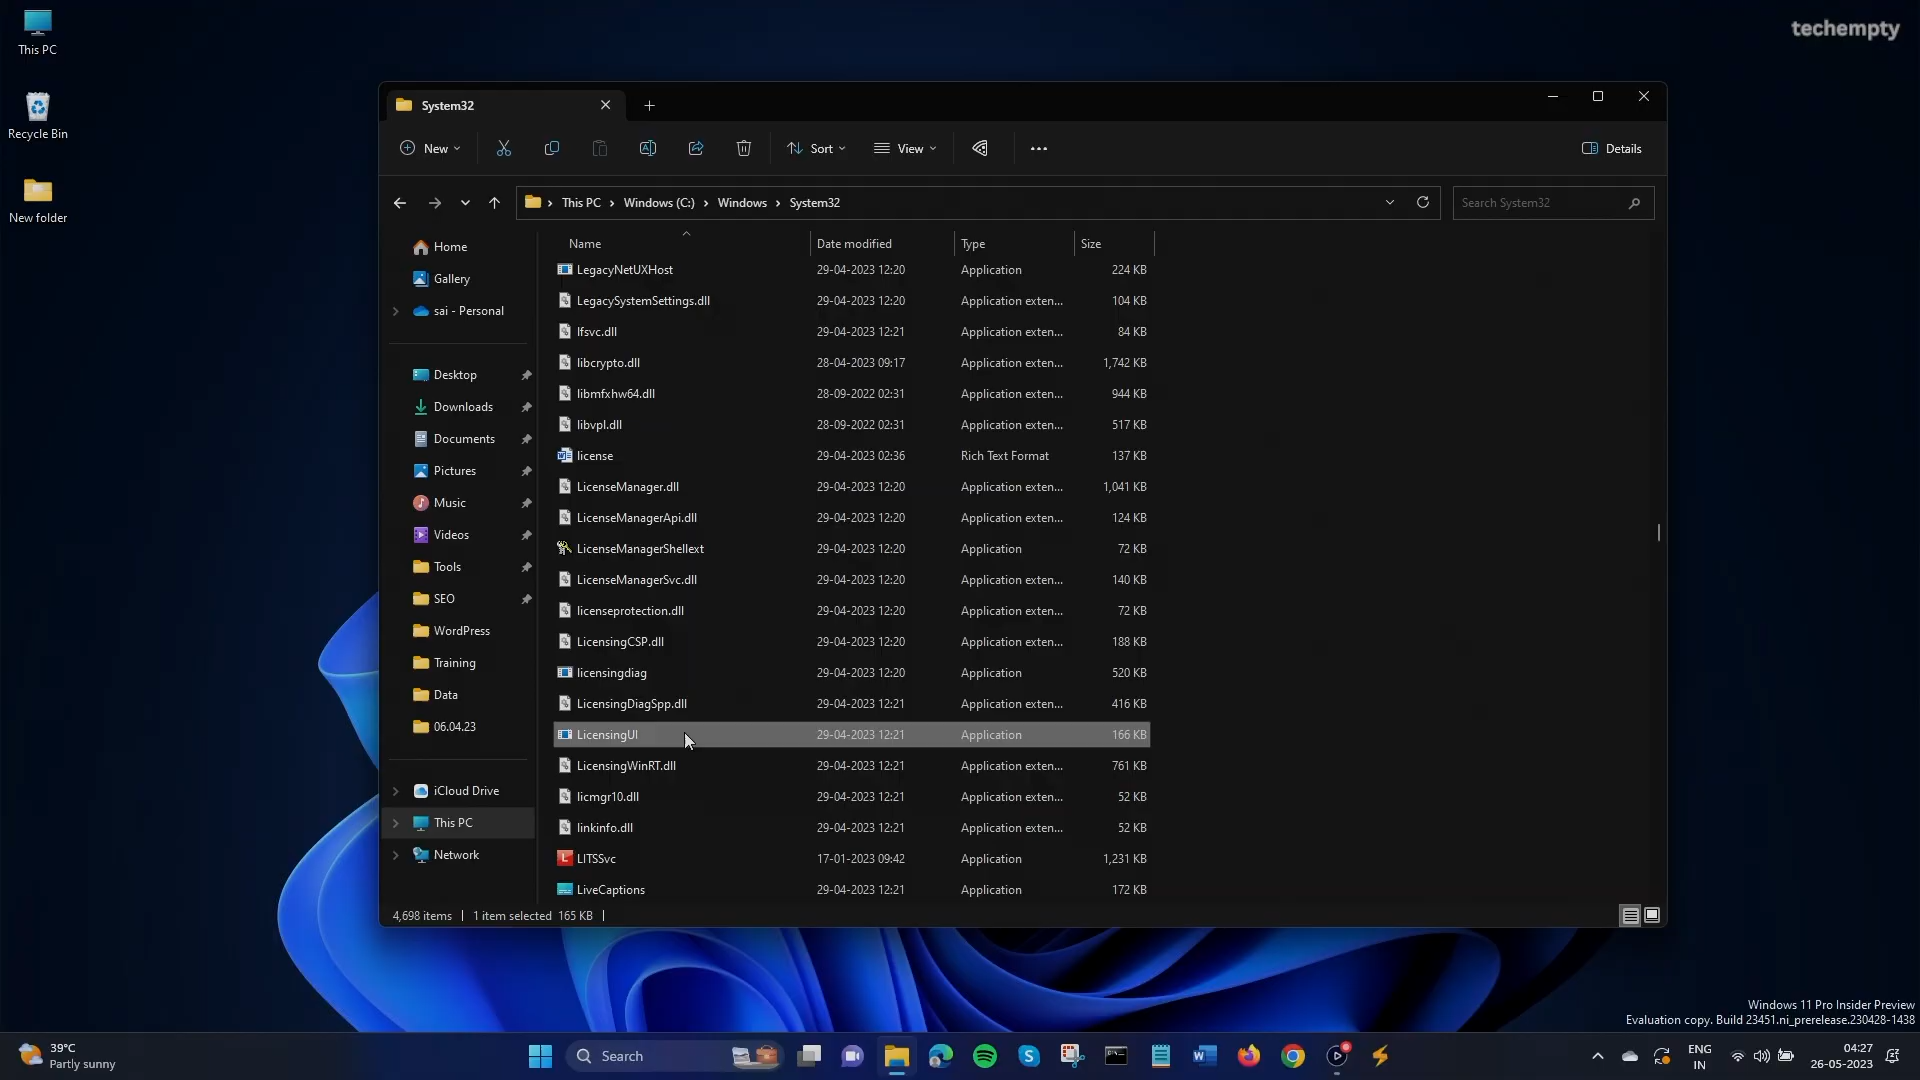 techempty
This PC
Recycle Bin
New folder
System32
New
Sort
View
Details
This PC
Windows (C:)
Windows
System32
Search System32
Home
Gallery
sai - Personal
Desktop
Downloads
Documents
Pictures
Music
Videos
Tools
SEO
WordPress
Training
Data
06.04.23
iCloud Drive
This PC
Network
Name Date modified Type Size
LegacyNetUXHost 29-04-2023 12:20 Application 224 KB
LegacySystemSettings.dll 29-04-2023 12:20 Application exten... 104 KB
lfsvc.dll 29-04-2023 12:21 Application exten... 84 KB
libcrypto.dll 28-04-2023 09:17 Application exten... 1,742 KB
libmfxhw64.dll 28-09-2022 02:31 Application exten... 944 KB
libvpl.dll 28-09-2022 02:31 Application exten... 517 KB
license 29-04-2023 02:36 Rich Text Format 137 KB
LicenseManager.dll 29-04-2023 12:20 Application exten... 1,041 KB
LicenseManagerApi.dll 29-04-2023 12:20 Application exten... 124 KB
LicenseManagerShellext 29-04-2023 12:20 Application 72 KB
LicenseManagerSvc.dll 29-04-2023 12:20 Application exten... 140 KB
licenseprotection.dll 29-04-2023 12:20 Application exten... 72 KB
LicensingCSP.dll 29-04-2023 12:20 Application exten... 188 KB
licensingdiag 29-04-2023 12:20 Application 520 KB
LicensingDiagSpp.dll 29-04-2023 12:21 Application exten... 416 KB
LicensingUI 29-04-2023 12:21 Application 166 KB
LicensingWinRT.dll 29-04-2023 12:21 Application exten... 761 KB
licmgr10.dll 29-04-2023 12:21 Application exten... 52 KB
linkinfo.dll 29-04-2023 12:21 Application exten... 52 KB
LITSSvc 17-01-2023 09:42 Application 1,231 KB
LiveCaptions 29-04-2023 12:21 Application 172 KB
4,698 items 1 item selected 165 KB
Windows 11 Pro Insider Preview
Evaluation copy. Build 23451.ni_prerelease.230428-1438
39°C
Partly sunny
Search
ENG
IN
04:27
26-05-2023